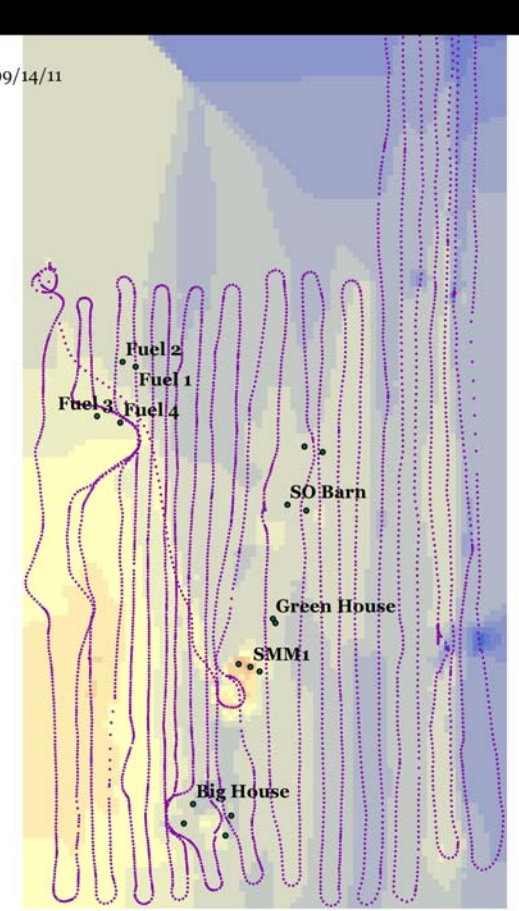 09/14/11
Fuel 2
Fuel 1
Fuel 3 Fuel 4
SO Barn
Green House
SMM1
Big House